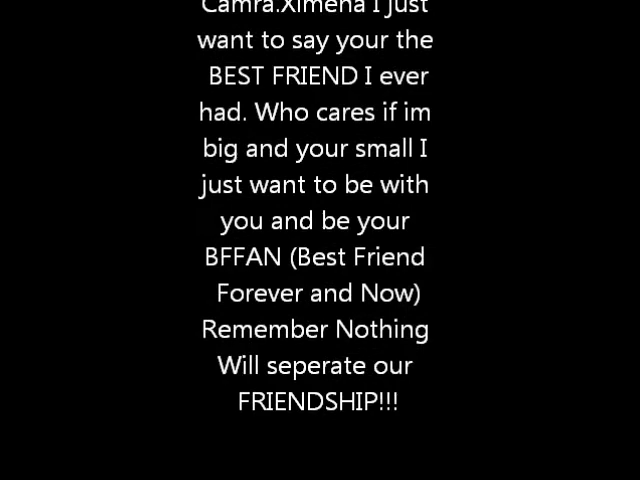 Camra.Ximena I just
want to say your the
BEST FRIEND I ever
had. Who cares if im
big and your small I
just want to be with
you and be your
BFFAN (Best Friend
Forever and Now)
Remember Nothing
Will seperate our
FRIENDSHIP!!!